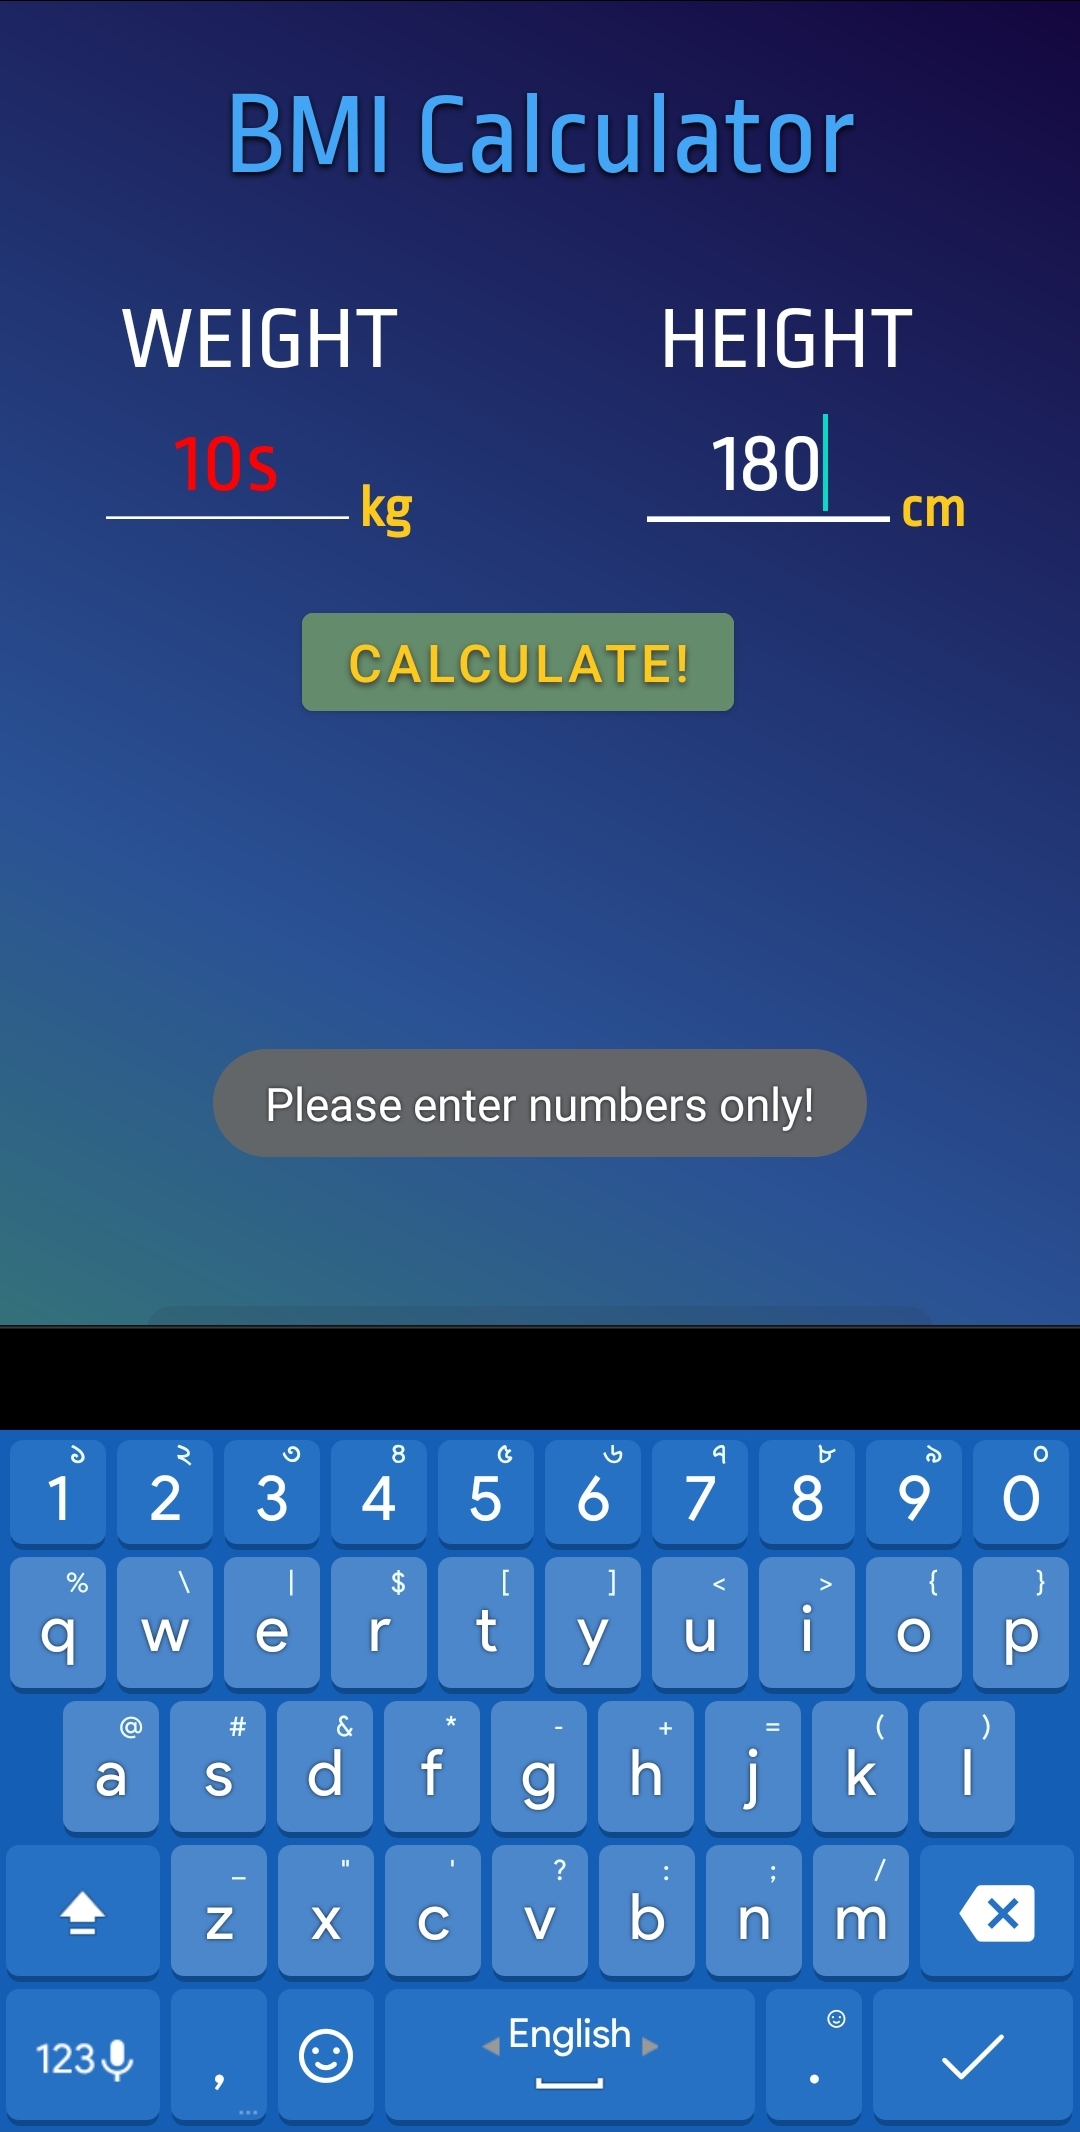 BMI Calculator
WEIGHT HEIGHT
10s kg 180 cm
CALCULATE!
Please enter numbers only!
১ ২ ৩ ৪ ৫ ৬ ৭ ৮ ৯ ০
1 2 3 4 5 6 7 8 9 0
% \ | $ [ ] < > { }
q w e r t y u i o p
@ # & * - + = ( )
a s d f g h j k l
_ " ' ? : ; /
z x c v b n m
123 , English .
...